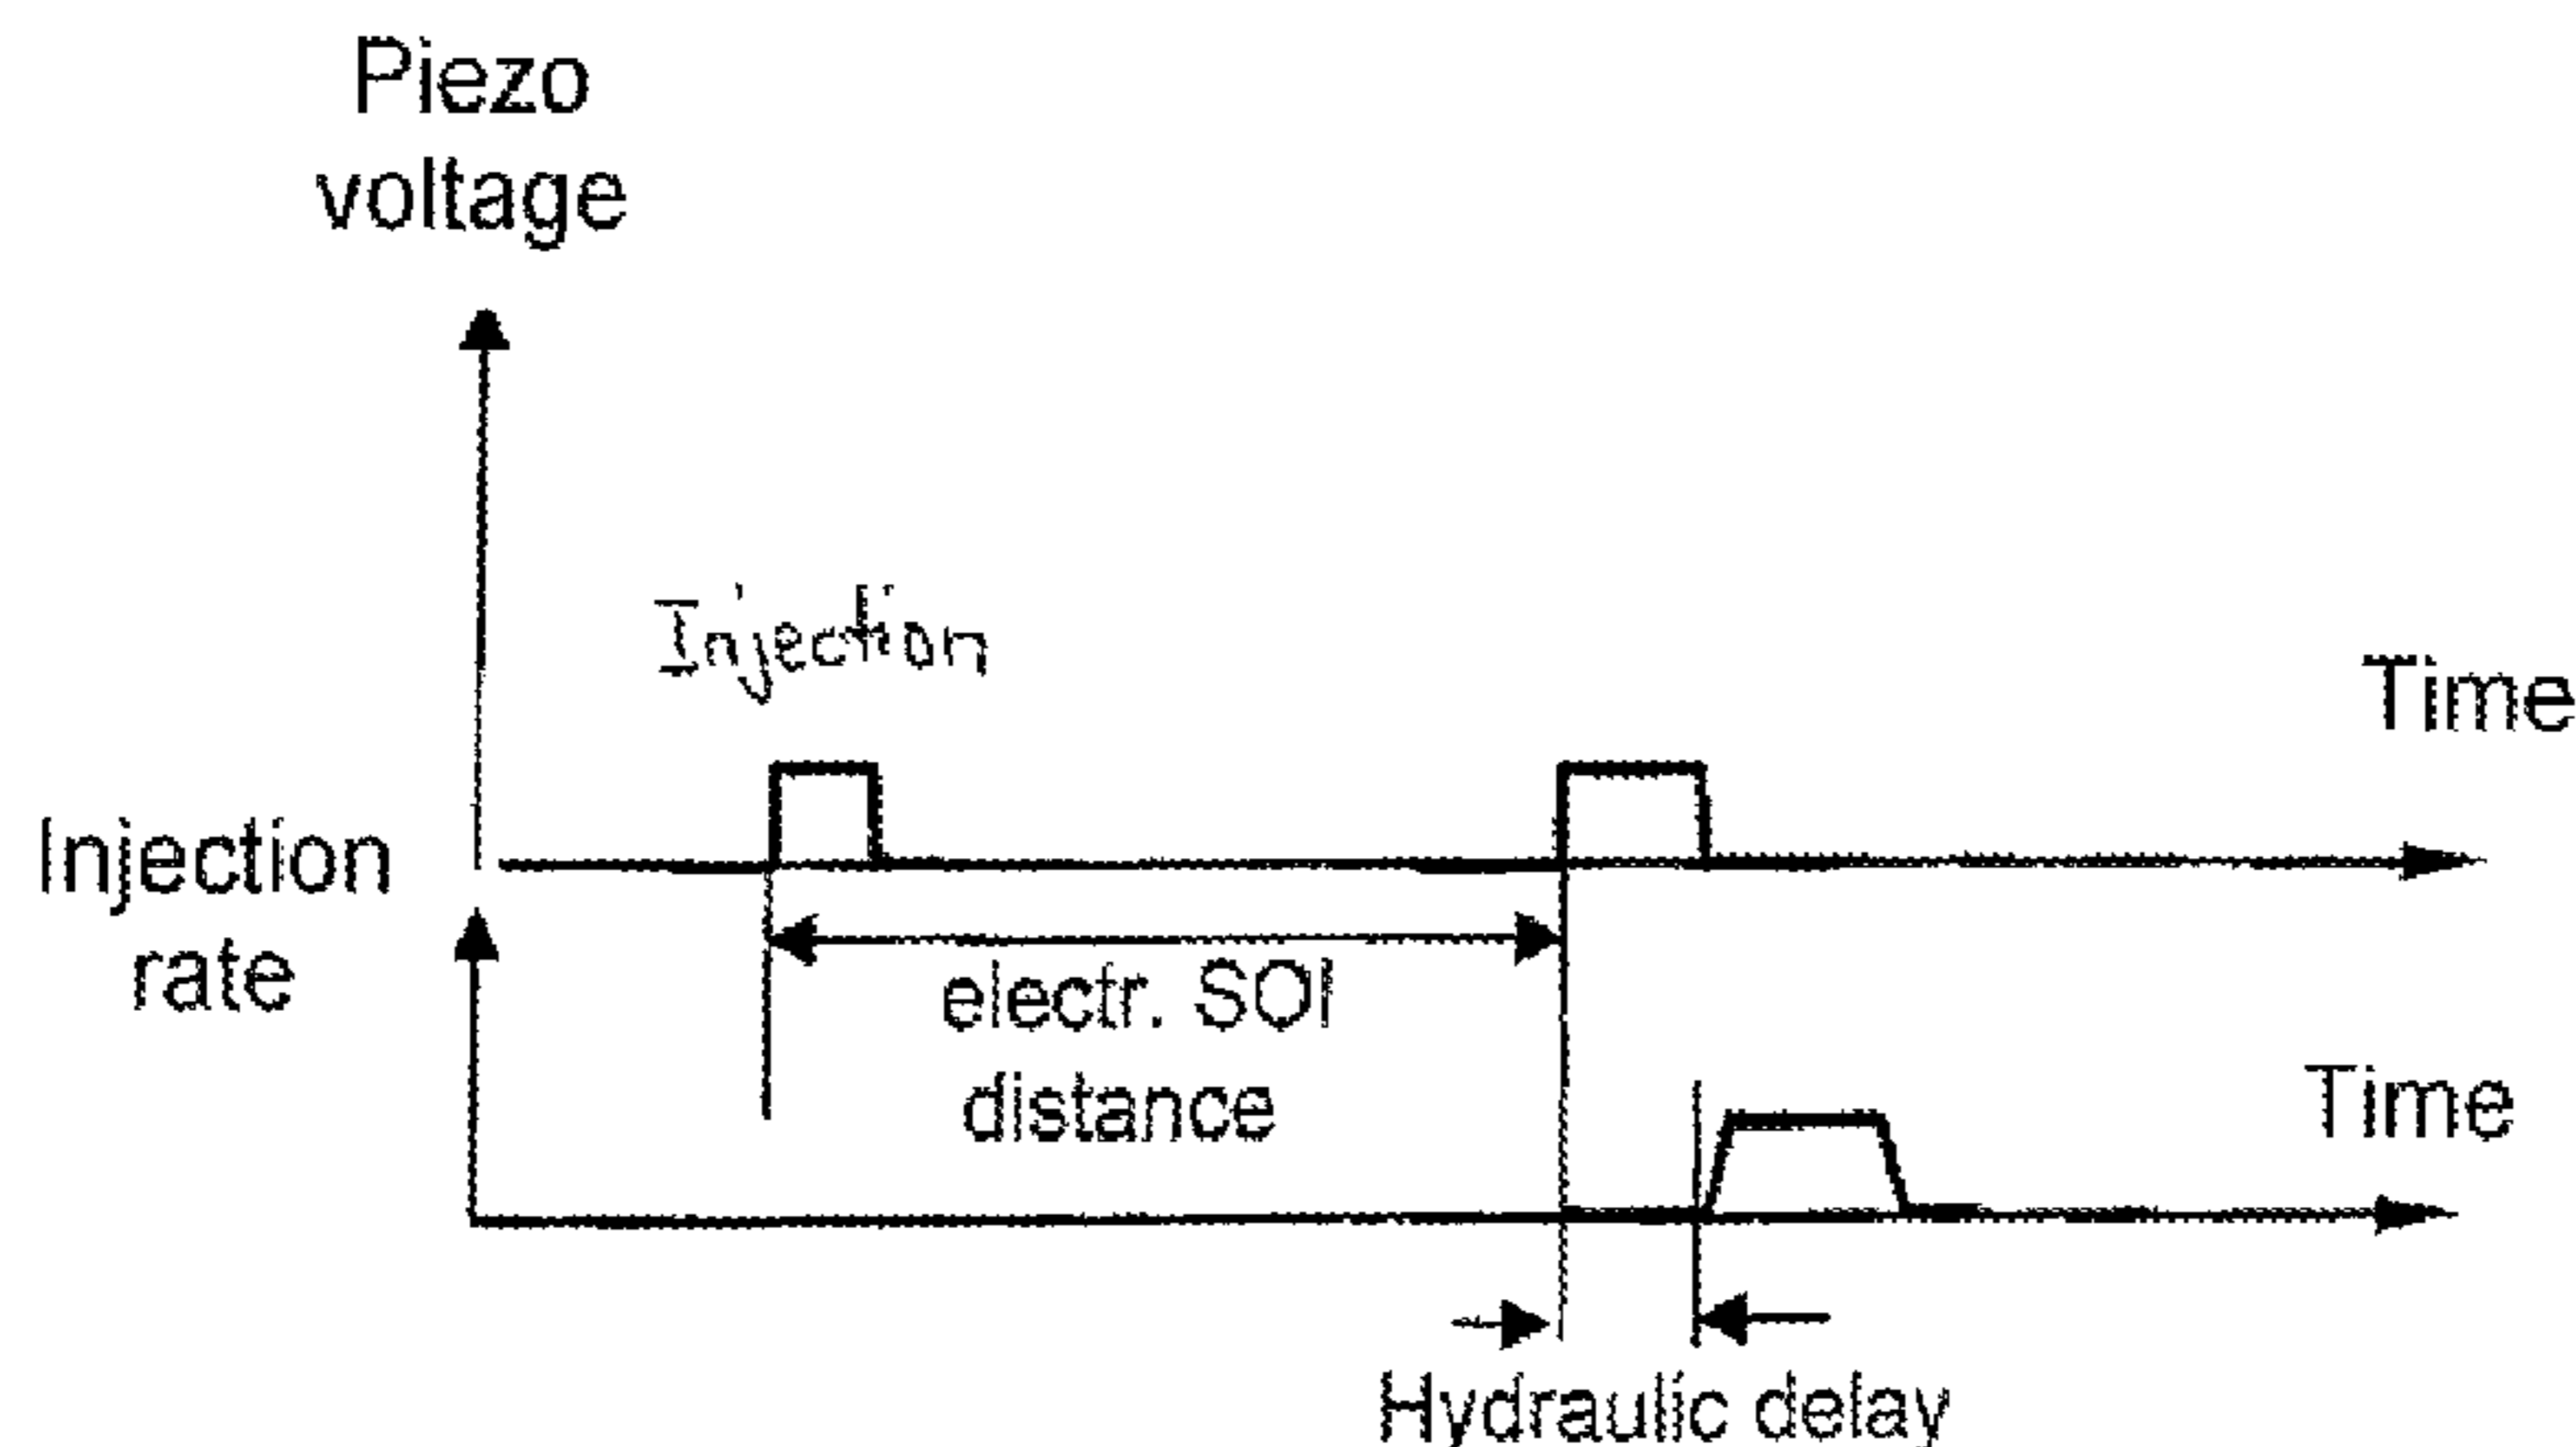 Piezo
voltage
Injection
Time
Injection
rate
electr. SOI
distance
Time
Hydraulic delay